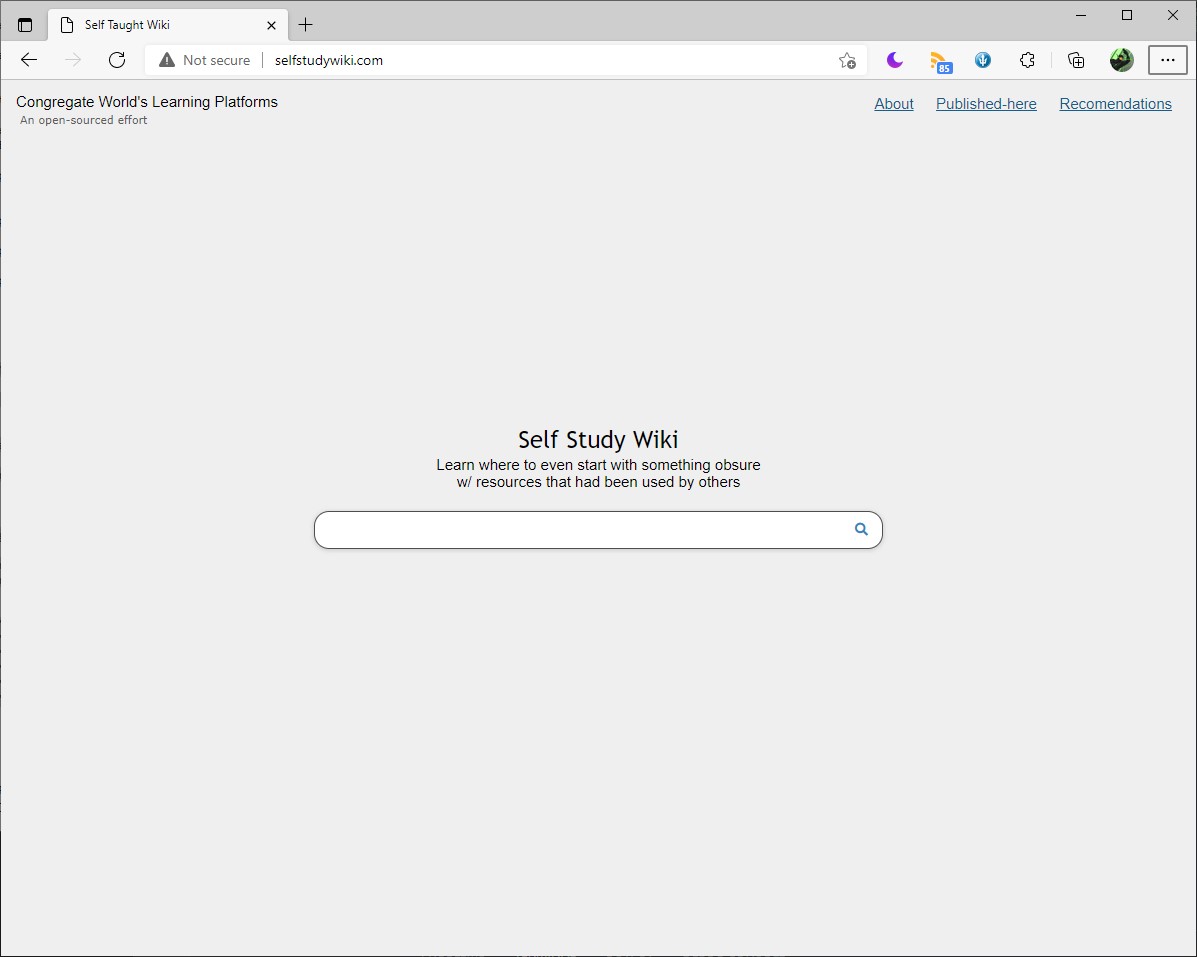 Self Taught Wiki
Not secure
selfstudywiki.com
85
Congregate World's Learning Platforms
An open-sourced effort
About
Published-here
Recomendations
Self Study Wiki
Learn where to even start with something obsure
w/ resources that had been used by others